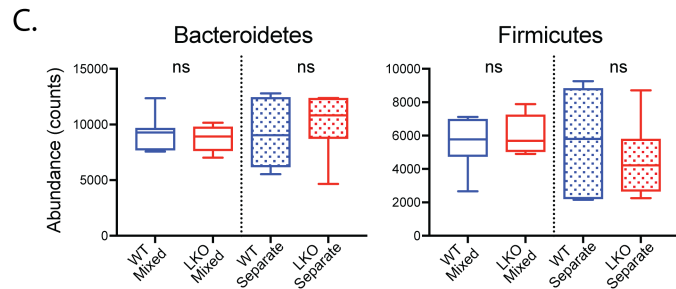 C.
Bacteroidetes
Firmicutes
Abundance (counts)
15000
10000
5000
0
ns
ns
WT Mixed
LKO Mixed
WT Separate
LKO Separate
10000
8000
6000
4000
2000
0
ns
ns
WT Mixed
LKO Mixed
WT Separate
LKO Separate